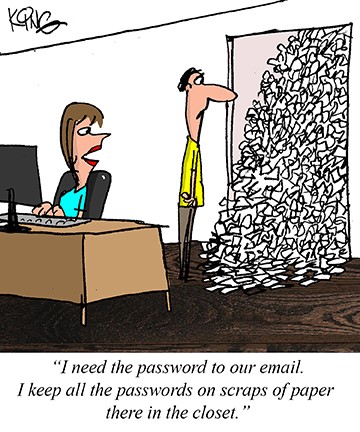 KING
“I need the password to our email.
I keep all the passwords on scraps of paper
there in the closet.”